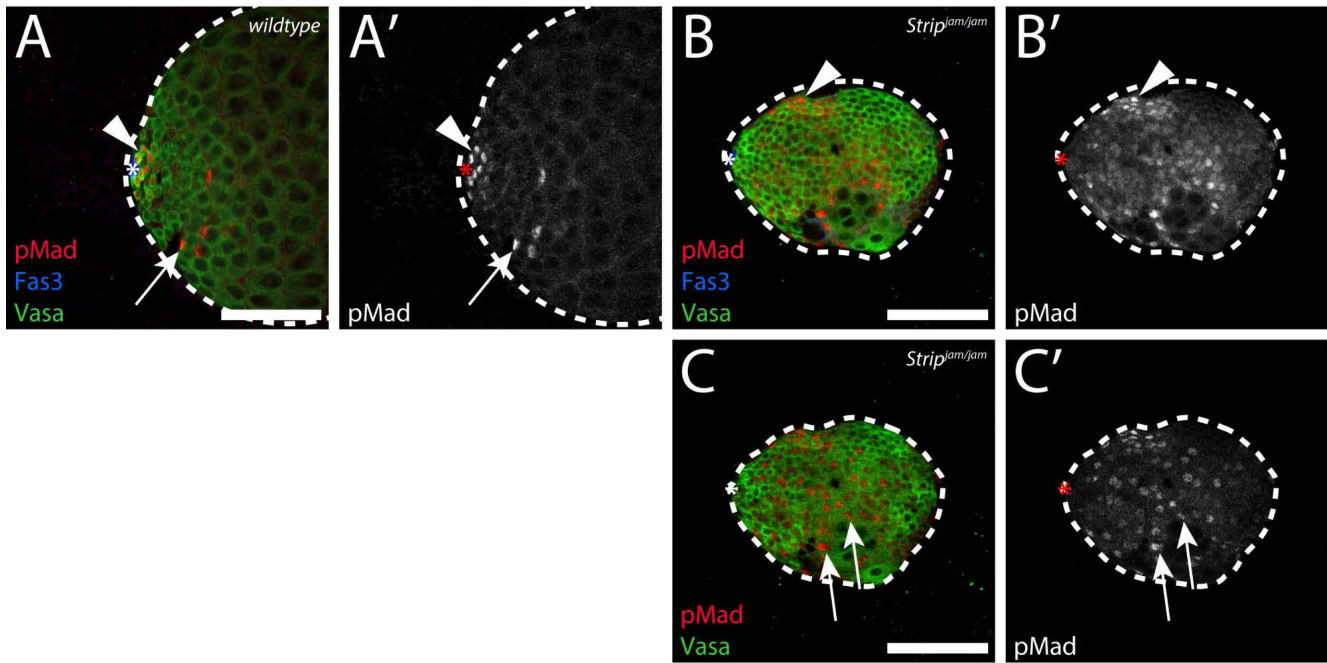 A
wildtype
pMad
Fas3
Vasa
A'
pMad
B
Strip^jam/jam
pMad
Fas3
Vasa
B'
pMad
C
Strip^jam/jam
pMad
Vasa
C'
pMad